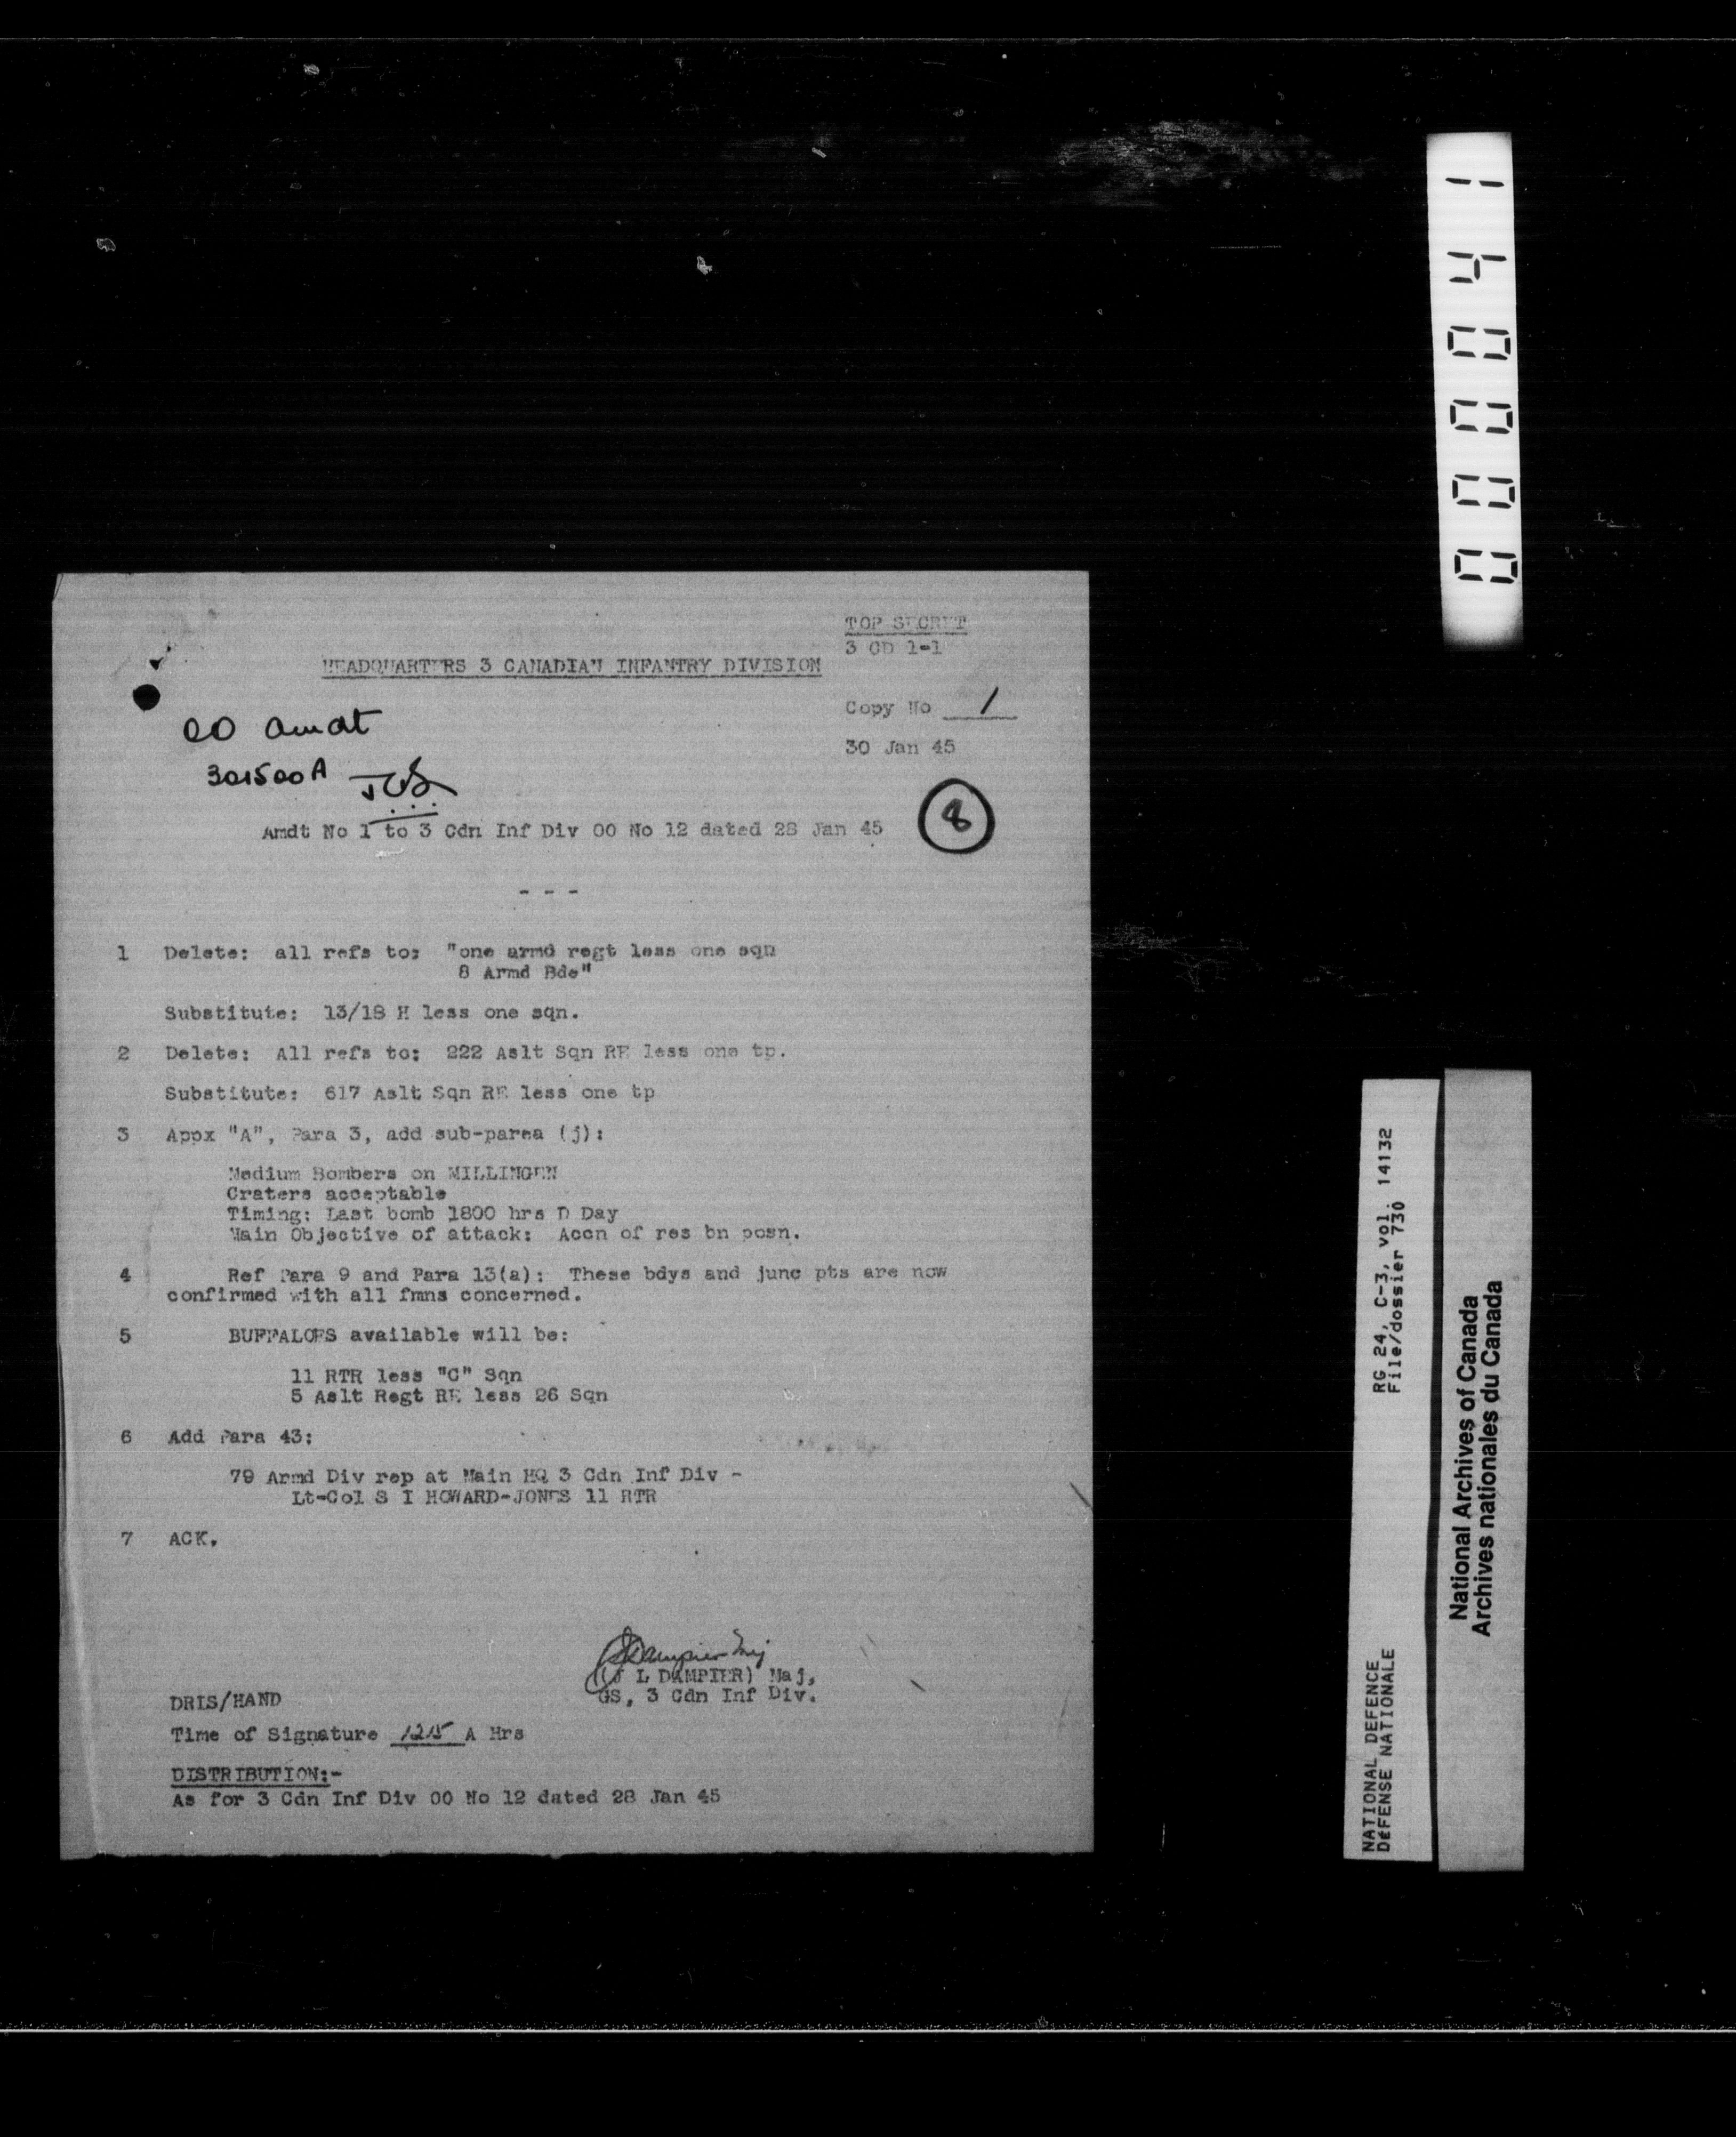 TOP SECRET
3 CD 1-1
HEADQUARTERS 3 CANADIAN INFANTRY DIVISION
Copy No 1
30 Jan 45
OO Amdt
301500A
8
Amdt No 1 to 3 Cdn Inf Div OO No 12 dated 28 Jan 45
- - -
1 Delete: all refs to: "one armd regt less one sqn
8 Armd Bde"
Substitute: 13/18 H less one sqn.
2 Delete: All refs to: 222 Aslt Sqn RE less one tp.
Substitute: 617 Aslt Sqn RE less one tp
3 Appx "A", Para 3, add sub-parea (j):
Medium Bombers on MILLINGEN
Craters acceptable
Timing: Last bomb 1800 hrs D Day
Main Objective of attack: Accn of res bn posn.
4 Ref Para 9 and Para 13(a): These bdys and junc pts are now
confirmed with all fmns concerned.
5 BUFFALOES available will be:
11 RTR less "C" Sqn
5 Aslt Regt RE less 26 Sqn
6 Add Para 43:
79 Armd Div rep at Main HQ 3 Cdn Inf Div -
Lt-Col S I HOWARD-JONES 11 RTR
7 ACK.
Dampier Maj
(J L DAMPIER) Maj,
GS, 3 Cdn Inf Div.
DRIS/HAND
Time of Signature 1215 A Hrs
DISTRIBUTION:-
As for 3 Cdn Inf Div OO No 12 dated 28 Jan 45
000041
NATIONAL DEFENCE RG 24, C-3, vol. 14132
DÉFENSE NATIONALE File/dossier 730
National Archives of Canada
Archives nationales du Canada